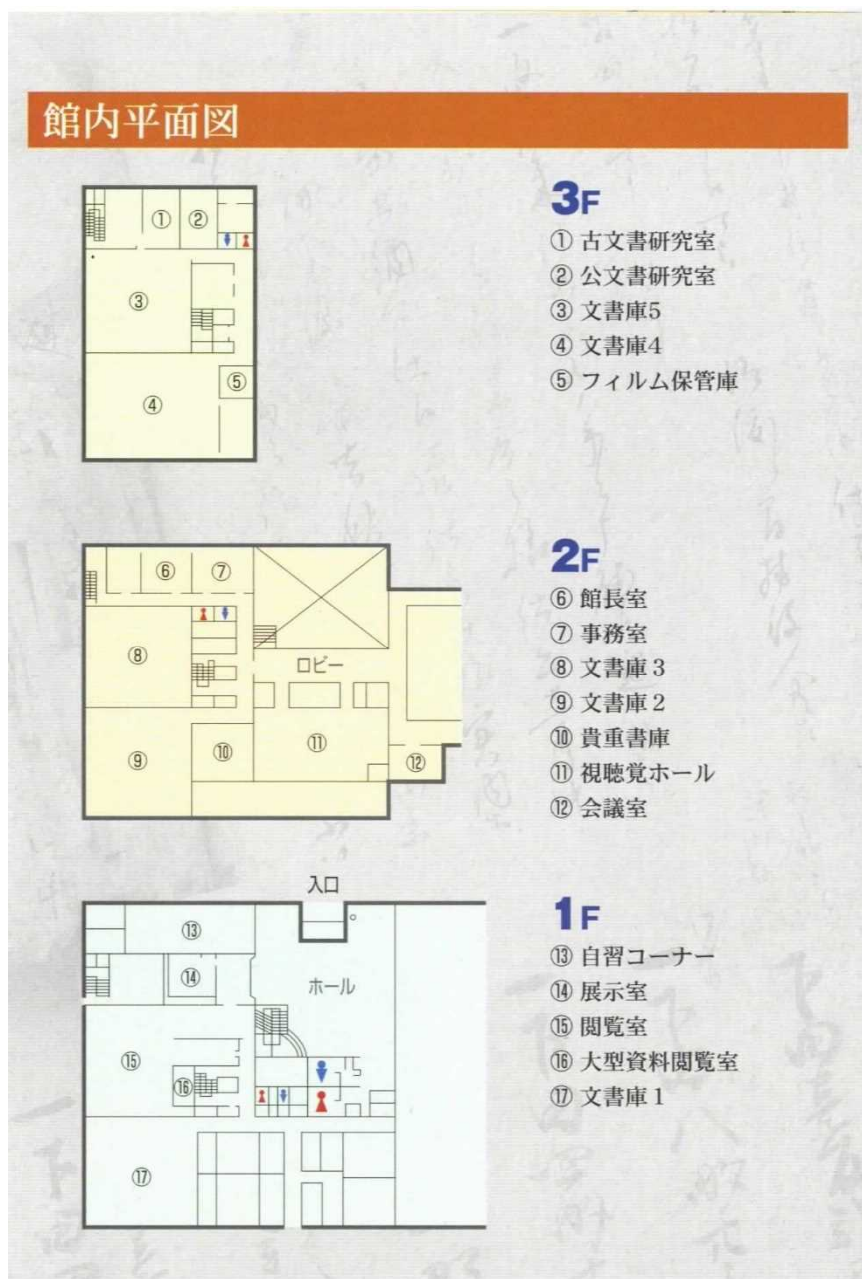 館内平面図
3F
① 古文書研究室
② 公文書研究室
③ 文書庫5
④ 文書庫4
⑤ フィルム保管庫
①
②
③
④
⑤
2F
⑥ 館長室
⑦ 事務室
⑧ 文書庫3
⑨ 文書庫2
⑩ 貴重書庫
⑪ 視聴覚ホール
⑫ 会議室
⑥
⑦
⑧
ロビー
⑨
⑩
⑪
⑫
1F
⑬ 自習コーナー
⑭ 展示室
⑮ 閲覧室
⑯ 大型資料閲覧室
⑰ 文書庫1
入口
⑬
⑭
ホール
⑮
⑯
⑰